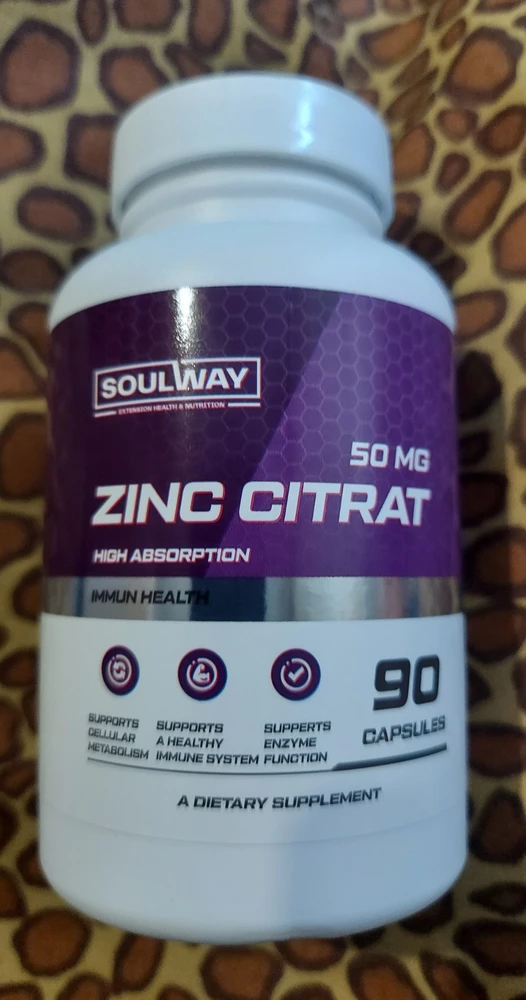 SOULWAY
EXTENSION HEALTH & NUTRITION
50 MG
ZINC CITRAT
HIGH ABSORPTION
IMMUN HEALTH
SUPPORTS
CELLULAR
METABOLISM
SUPPORTS
A HEALTHY
IMMUNE SYSTEM
SUPPERTS
ENZYME
FUNCTION
90
CAPSULES
A DIETARY SUPPLEMENT